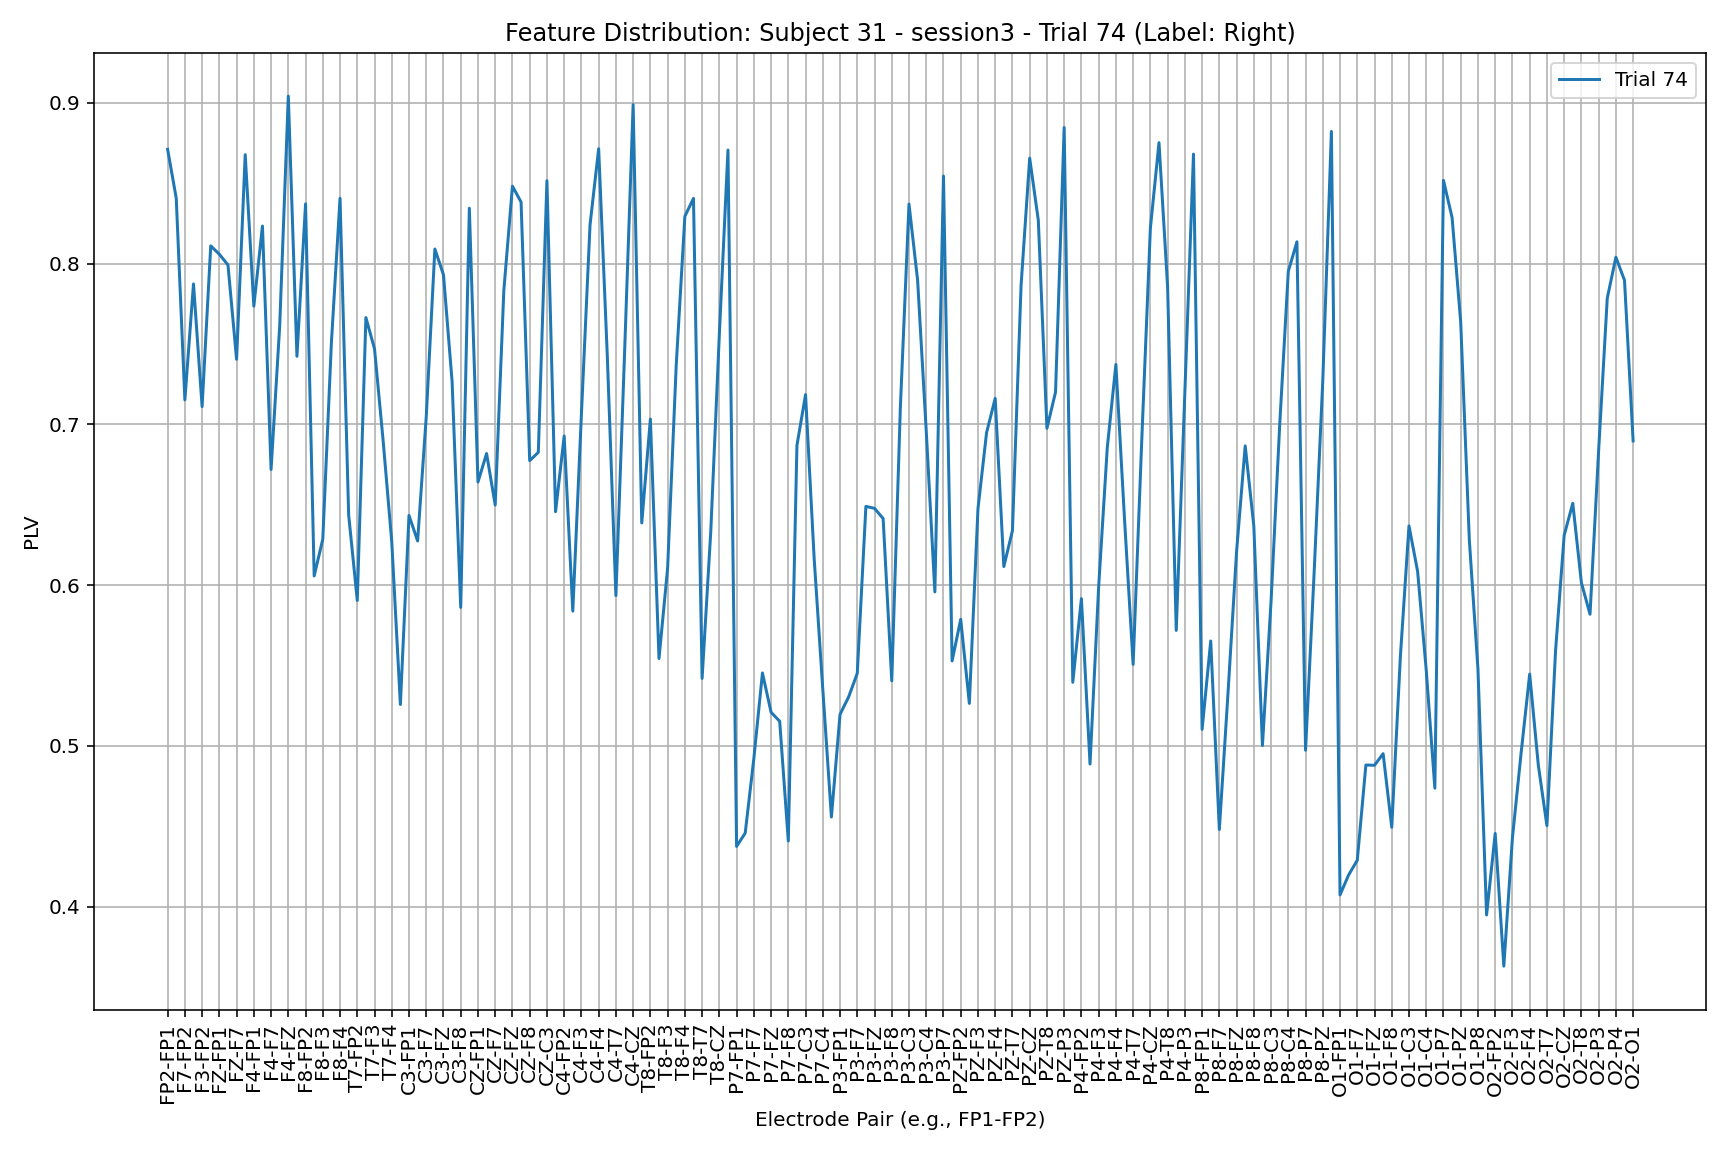 Feature Distribution: Subject 31 - session3 - Trial 74 (Label: Right)
Trial 74
0.9
0.8
0.7
0.6
0.5
0.4
PLV
FP2-FP1
F7-FP2
F3-FP2
FZ-FP1
FZ-F7
F4-FP1
F4-F7
F4-FZ
F8-FP2
F8-F3
F8-F4
T7-FP2
T7-F3
T7-F4
C3-FP1
C3-F7
C3-FZ
C3-F8
CZ-FP1
CZ-F7
CZ-FZ
CZ-F8
CZ-C3
C4-FP2
C4-F3
C4-F4
C4-T7
C4-CZ
T8-FP2
T8-F3
T8-F4
T8-T7
T8-CZ
P7-FP1
P7-F7
P7-FZ
P7-F8
P7-C3
P7-C4
P3-FP1
P3-F7
P3-FZ
P3-F8
P3-C3
P3-C4
P3-P7
PZ-FP2
PZ-F3
PZ-F4
PZ-T7
PZ-CZ
PZ-T8
PZ-P3
P4-FP2
P4-F3
P4-F4
P4-T7
P4-CZ
P4-T8
P4-P3
P8-FP1
P8-F7
P8-FZ
P8-F8
P8-C3
P8-C4
P8-P7
P8-PZ
O1-FP1
O1-F7
O1-FZ
O1-F8
O1-C3
O1-C4
O1-P7
O1-PZ
O1-P8
O2-FP2
O2-F3
O2-F4
O2-T7
O2-CZ
O2-T8
O2-P3
O2-P4
O2-O1
Electrode Pair (e.g., FP1-FP2)